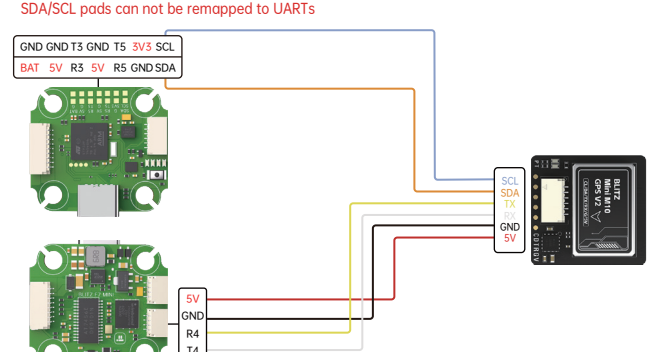 SDA/SCL pads can not be remapped to UARTs
GND GND T3 GND T5 3V3 SCL
BAT 5V R3 5V R5 GND SDA
SCL
SDA
TX
RX
GND
5V
BLITZ
Mini M10
GPS V2
5V
GND
R4
T4